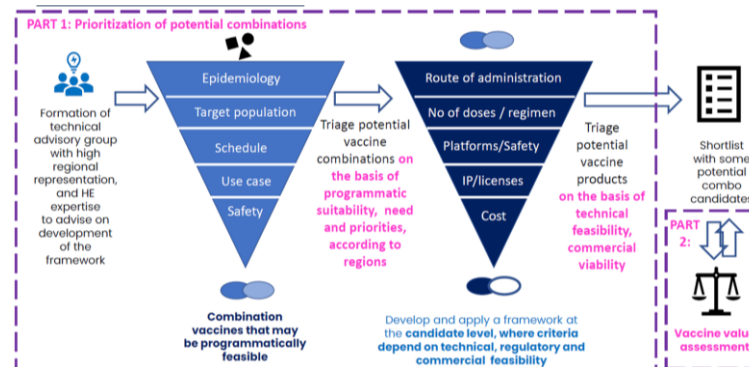 PART 1: Prioritization of potential combinations
Formation of
technical
advisory group
with high
regional
representation,
and HE
expertise
to advise on
development
of the
framework
Epidemiology
Target population
Schedule
Use case
Safety
Combination
vaccines that may
be programmatically
feasible
Triage potential
vaccine
combinations on
the basis of
programmatic
suitability, need
and priorities,
according to
regions
Route of administration
No of doses / regimen
Platforms/Safety
IP/licenses
Cost
Develop and apply a framework at
the candidate level, where criteria
depend on technical, regulatory and
commercial feasibility
Triage
potential
vaccine
products
on the basis of
technical
feasibility,
commercial
viability
Shortlist
with some
potential
combo
candidates
PART
2:
Vaccine value
assessment